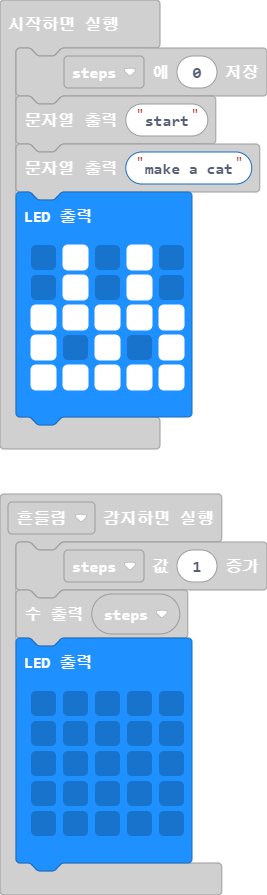 시작하면 실행
steps 에 0 저장
문자열 출력 "start"
문자열 출력 "make a cat"
LED 출력
흔들림 감지하면 실행
steps 값 1 증가
수 출력 steps
LED 출력